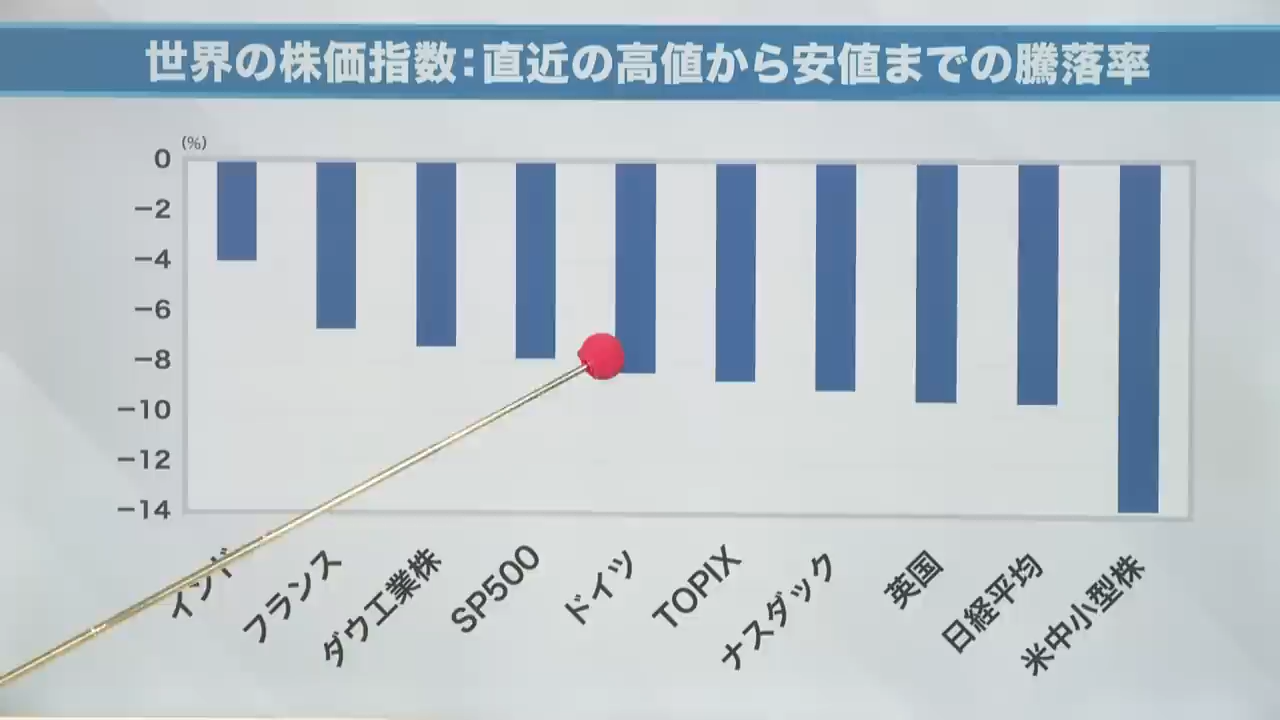 世界の株価指数:直近の高値から安値までの騰落率
(%)
0
−2
−4
−6
−8
−10
−12
−14
インド
フランス
ダウ工業株
SP500
ドイツ
TOPIX
ナスダック
英国
日経平均
米中小型株